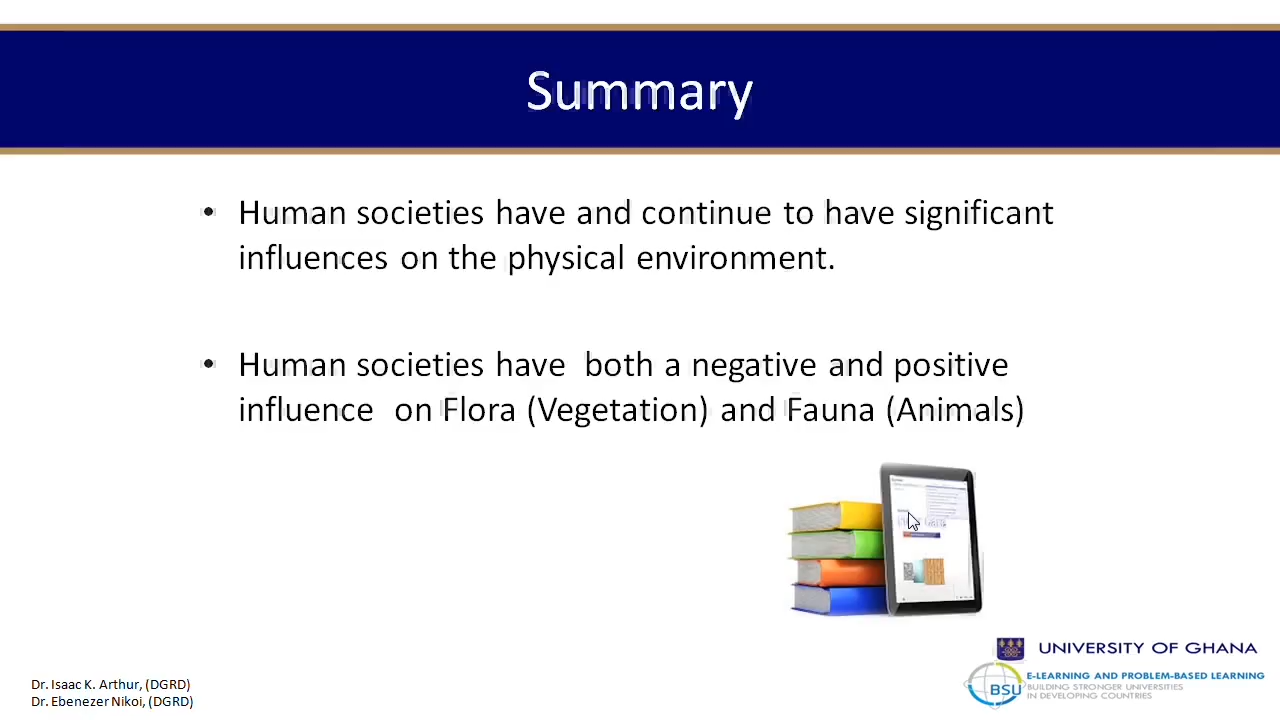 Summary
• Human societies have and continue to have significant
influences on the physical environment.
• Human societies have both a negative and positive
influence on Flora (Vegetation) and Fauna (Animals)
UNIVERSITY OF GHANA
E-LEARNING AND PROBLEM-BASED LEARNING
BSU
BUILDING STRONGER UNIVERSITIES
IN DEVELOPING COUNTRIES
Dr. Isaac K. Arthur, (DGRD)
Dr. Ebenezer Nikoi, (DGRD)